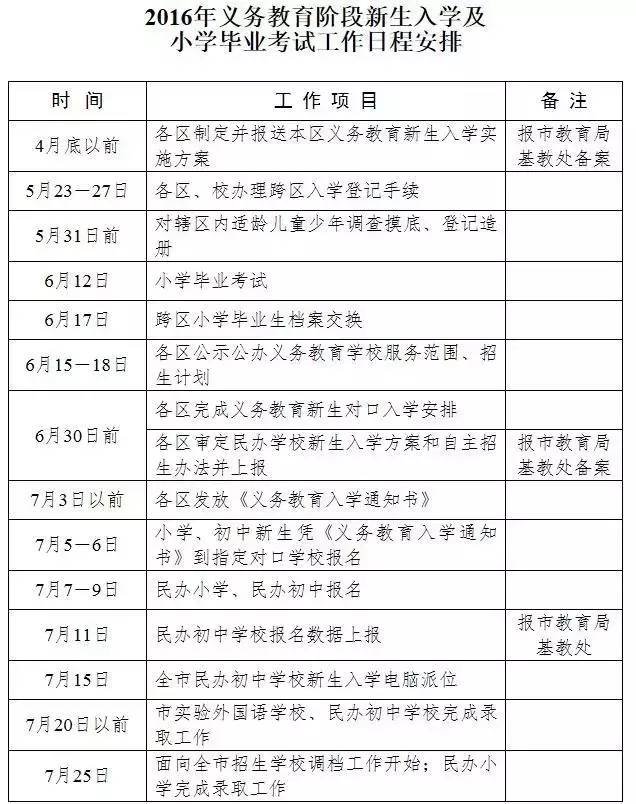 2016年义务教育阶段新生入学及
小学毕业考试工作日程安排
时 间 工 作 项 目 备 注
4月底以前 各区制定并报送本区义务教育新生入学实
施方案 报市教育局
基教处备案
5月23－27日 各区、校办理跨区入学登记手续
5月31日前 对辖区内适龄儿童少年调查摸底、登记造
册
6月12日 小学毕业考试
6月17日 跨区小学毕业生档案交换
6月15－18日 各区公示公办义务教育学校服务范围、招
生计划
6月30日前 各区完成义务教育新生对口入学安排
各区审定民办学校新生入学方案和自主招
生办法并上报 报市教育局
基教处备案
7月3日以前 各区发放《义务教育入学通知书》
7月5－6日 小学、初中新生凭《义务教育入学通知
书》到指定对口学校报名
7月7－9日 民办小学、民办初中报名
7月11日 民办初中学校报名数据上报 报市教育局
基教处
7月15日 全市民办初中学校新生入学电脑派位
7月20日以前 市实验外国语学校、民办初中学校完成录
取工作
7月25日 面向全市招生学校调档工作开始；民办小
学完成录取工作